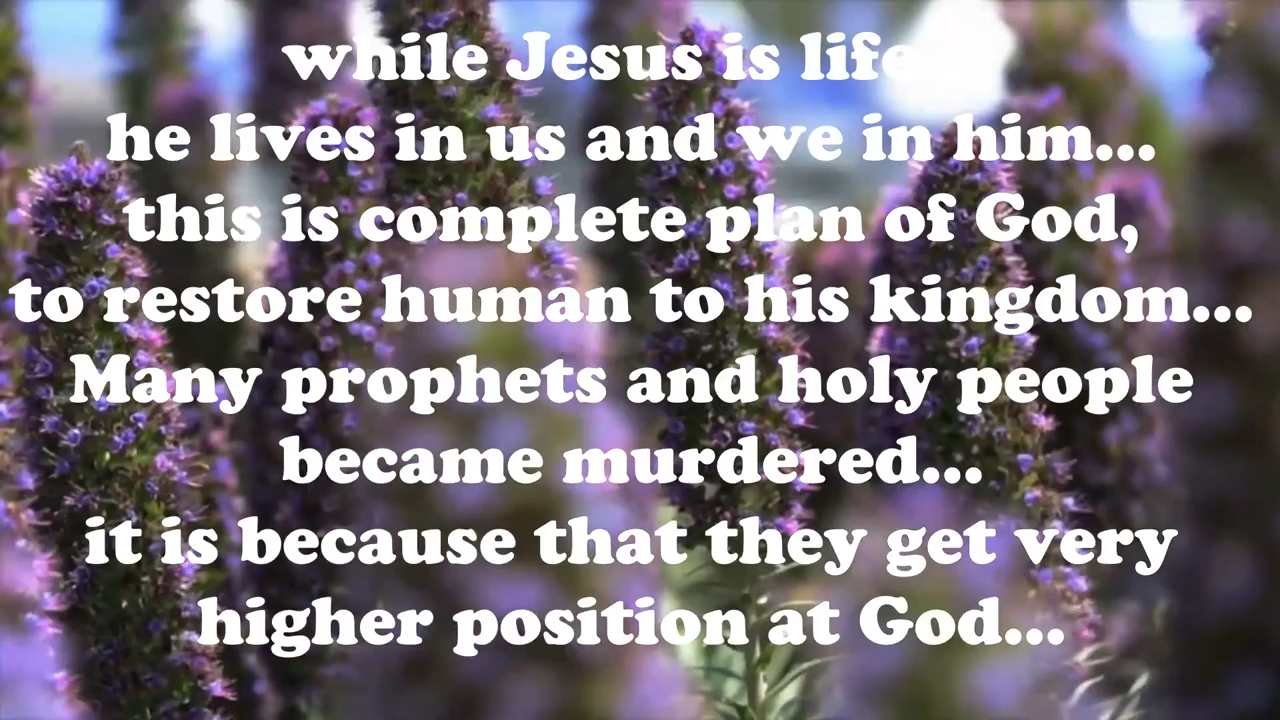 while Jesus is life...
he lives in us and we in him...
this is complete plan of God,
to restore human to his kingdom...
Many prophets and holy people
became murdered...
it is because that they get very
higher position at God...